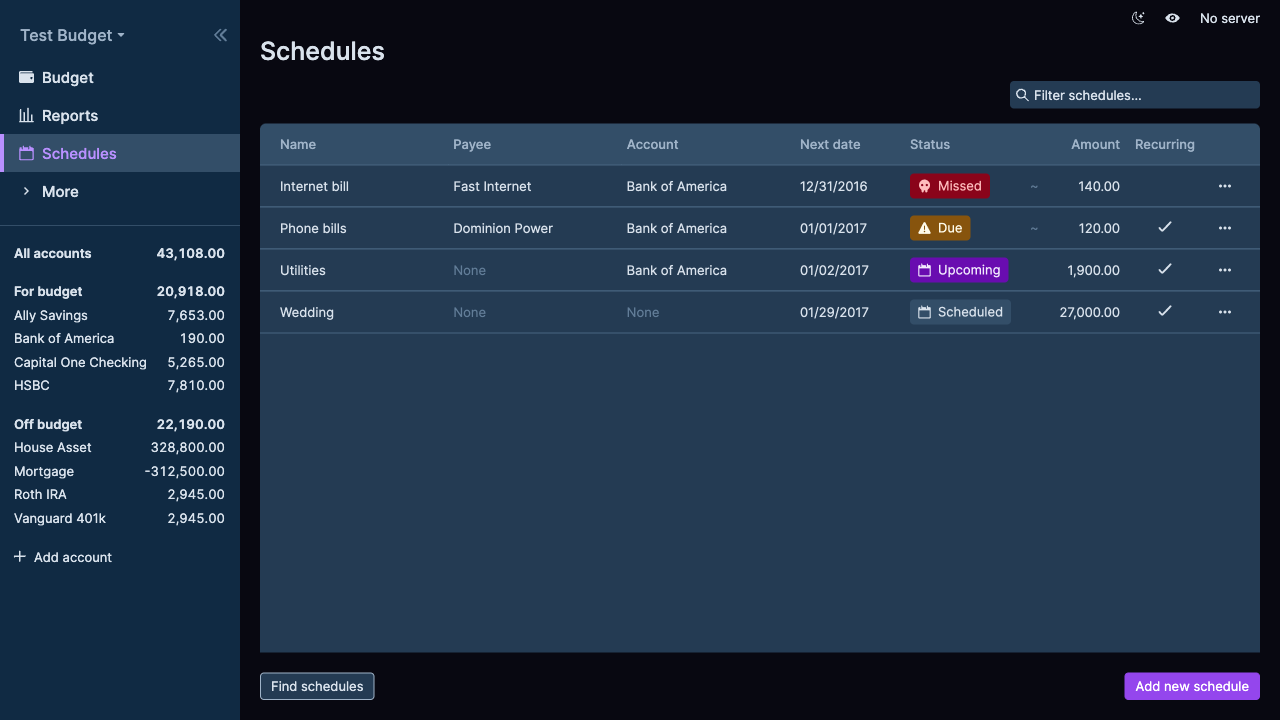 Test Budget
Budget
Reports
Schedules
More
All accounts 43,108.00
For budget 20,918.00
Ally Savings 7,653.00
Bank of America 190.00
Capital One Checking 5,265.00
HSBC 7,810.00
Off budget 22,190.00
House Asset 328,800.00
Mortgage -312,500.00
Roth IRA 2,945.00
Vanguard 401k 2,945.00
Add account
No server
Schedules
Filter schedules...
Name Payee Account Next date Status Amount Recurring
Internet bill Fast Internet Bank of America 12/31/2016 Missed ~ 140.00
Phone bills Dominion Power Bank of America 01/01/2017 Due ~ 120.00
Utilities None Bank of America 01/02/2017 Upcoming 1,900.00
Wedding None None 01/29/2017 Scheduled 27,000.00
Find schedules Add new schedule